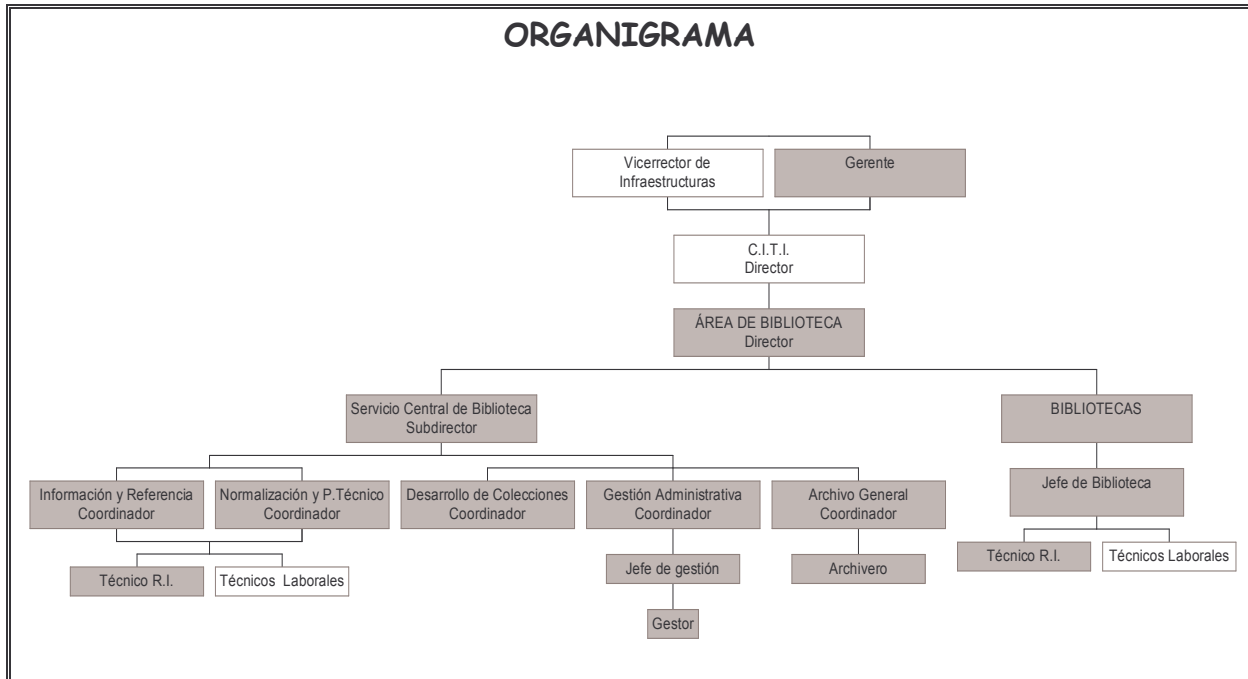 ORGANIGRAMA
Vicerrector de
Infraestructuras
Gerente
C.I.T.I.
Director
ÁREA DE BIBLIOTECA
Director
Servicio Central de Biblioteca
Subdirector
BIBLIOTECAS
Información y Referencia
Coordinador
Normalización y P.Técnico
Coordinador
Desarrollo de Colecciones
Coordinador
Gestión Administrativa
Coordinador
Archivo General
Coordinador
Jefe de Biblioteca
Técnico R.I.
Técnicos Laborales
Jefe de gestión
Archivero
Técnico R.I.
Técnicos Laborales
Gestor